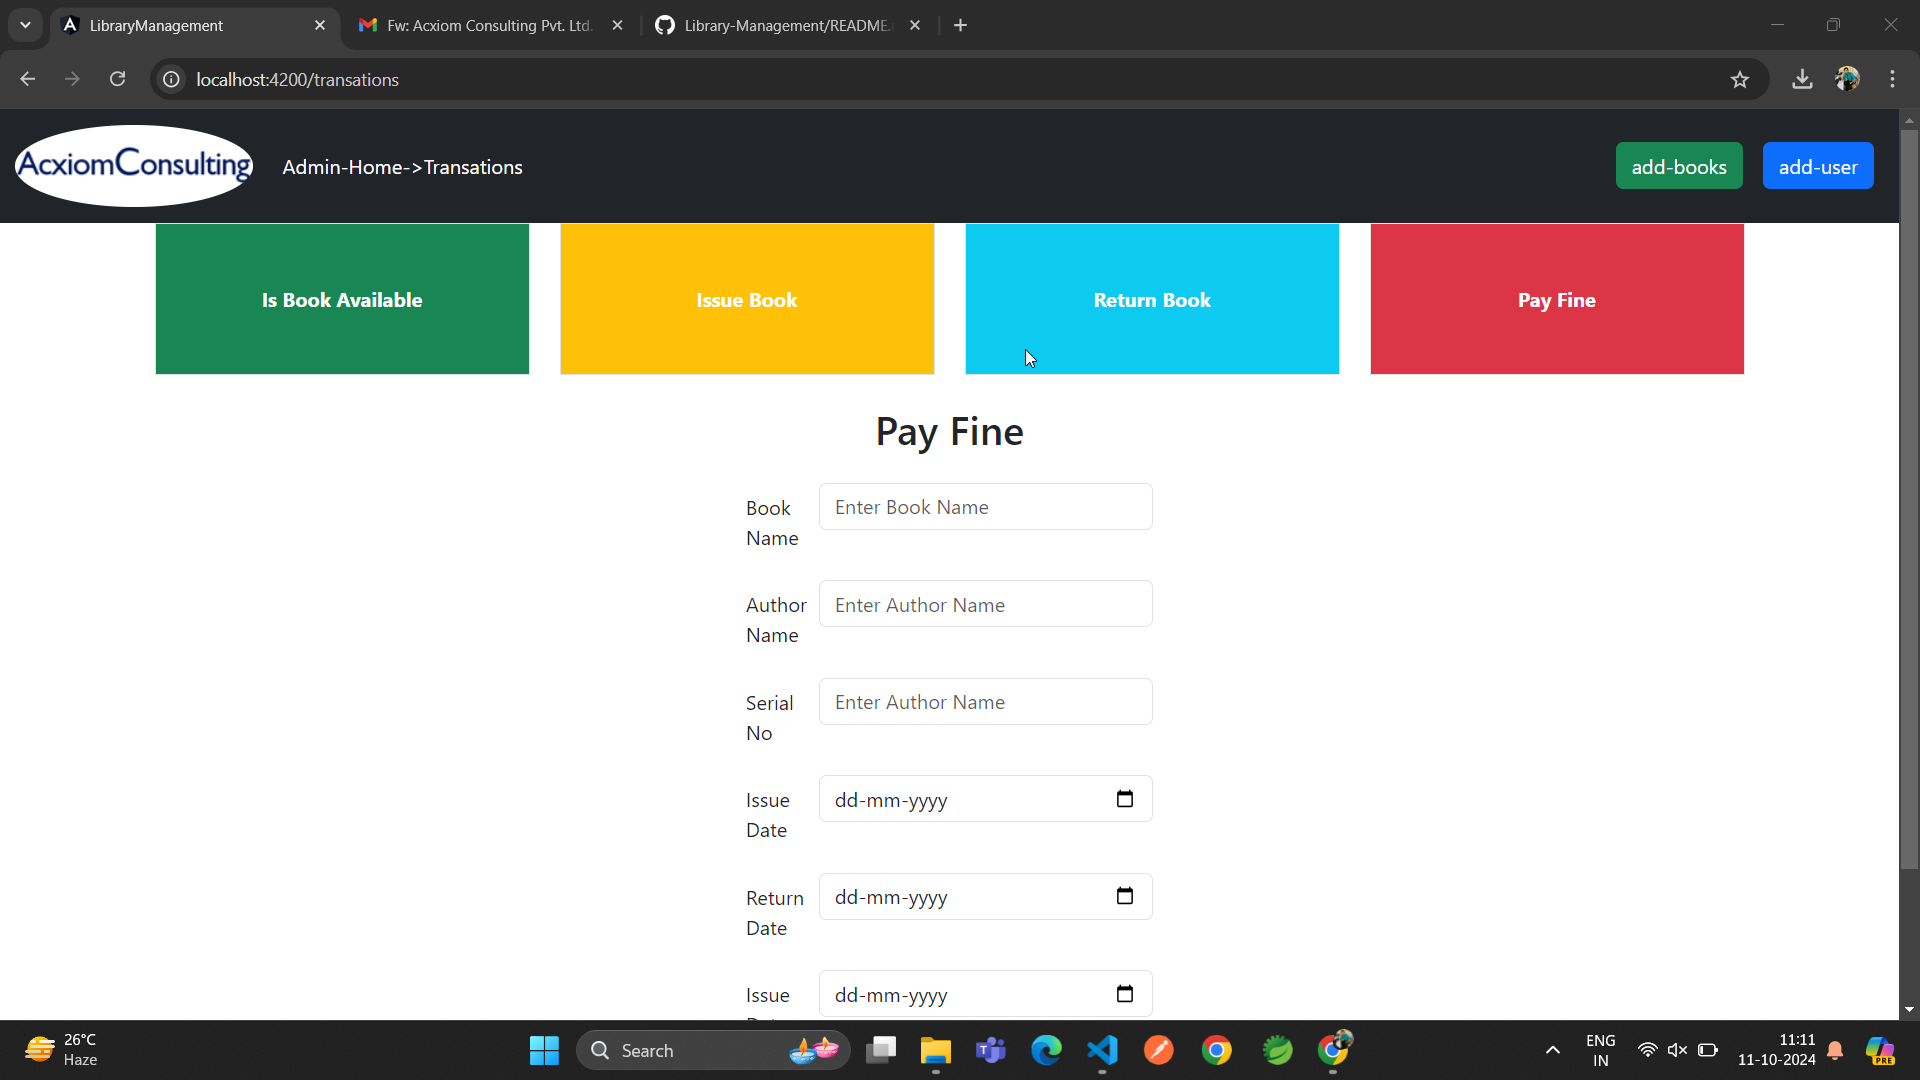 LibraryManagement
Fw: Acxiom Consulting Pvt. Ltd.
Library-Management/README.
localhost:4200/transations
AcxiomConsulting
Admin-Home->Transations
add-books
add-user
Is Book Available
Issue Book
Return Book
Pay Fine
Pay Fine
Book
Name
Enter Book Name
Author
Name
Enter Author Name
Serial
No
Enter Author Name
Issue
Date
dd-mm-yyyy
Return
Date
dd-mm-yyyy
Issue
dd-mm-yyyy
26°C
Haze
Search
ENG
IN
11:11
11-10-2024
PRE